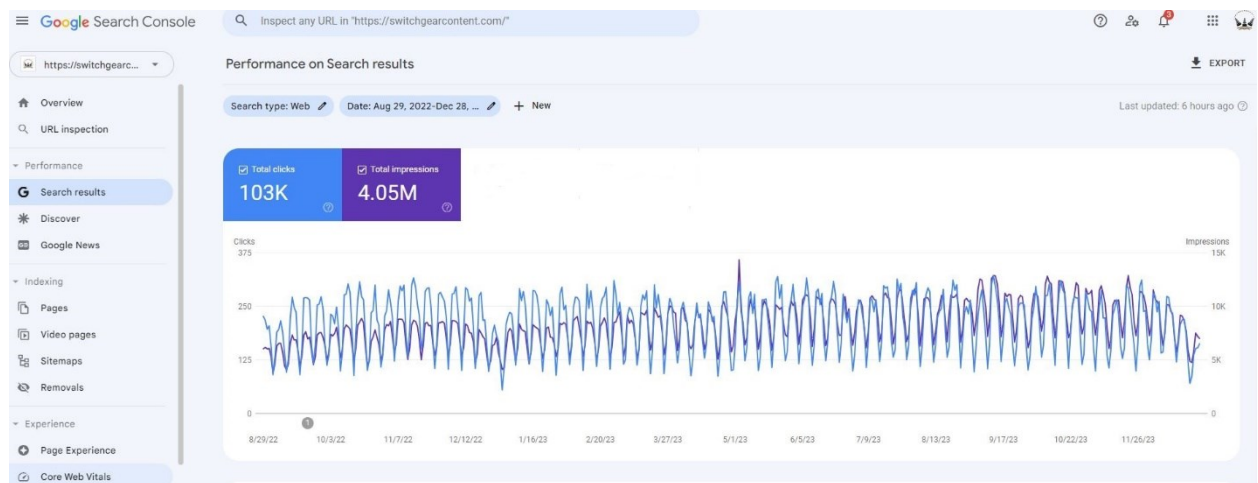 Google Search Console
Inspect any URL in "https://switchgearcontent.com/"
3
https://switchgearc...
Performance on Search results
EXPORT
Overview
Search type: Web
Date: Aug 29, 2022-Dec 28, ...
+ New
Last updated: 6 hours ago
URL inspection
Performance
Search results
Discover
Google News
Total clicks
103K
Total impressions
4.05M
Clicks
375
250
125
0
Impressions
15K
10K
5K
0
1
8/29/22
10/3/22
11/7/22
12/12/22
1/16/23
2/20/23
3/27/23
5/1/23
6/5/23
7/9/23
8/13/23
9/17/23
10/22/23
11/26/23
Indexing
Pages
Video pages
Sitemaps
Removals
Experience
Page Experience
Core Web Vitals